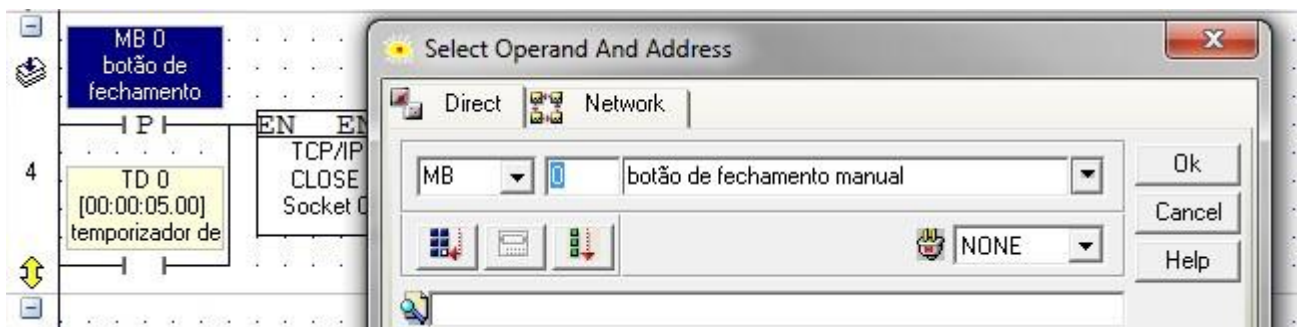 MB 0
botão de
fechamento
P
EN
TCP/IP
CLOSE
Socket
4
TD 0
[00:00:05.00]
temporizador de
Select Operand And Address
Direct Network
MB 0 botão de fechamento manual
NONE
Ok
Cancel
Help